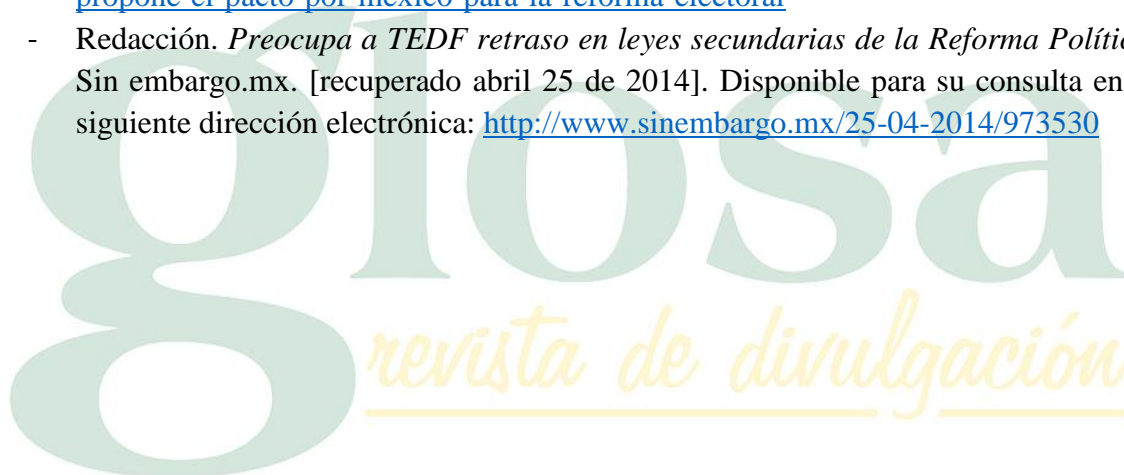 propone-el-pacto-por-mexico-para-la-reforma-electoral
- Redacción. Preocupa a TEDF retraso en leyes secundarias de la Reforma
Sin embargo.mx. [recuperado abril 25 de 2014]. Disponible para su consulta en
siguiente dirección electrónica: http://www.sinembargo.mx/25-04-2014/973530
glosa
revista de divulgación